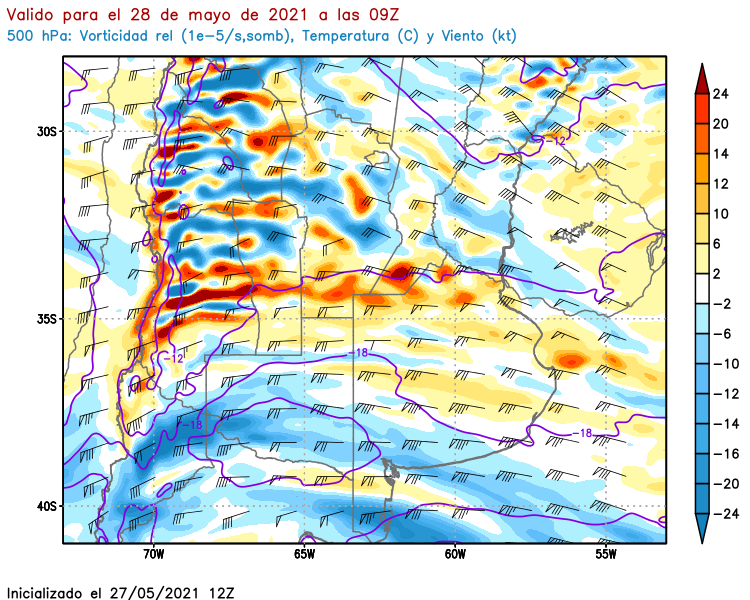 Valido para el 28 de mayo de 2021 a las 09Z
500 hPa: Vorticidad rel (1e-5/s,somb), Temperatura (C) y Viento (kt)
24
20
16
14
12
10
6
2
-2
-6
-8
-10
-12
-14
-16
-20
-24
30S
35S
40S
-12
-12
-18
-18
-18
70W
65W
60W
55W
Inicializado el 27/05/2021 12Z